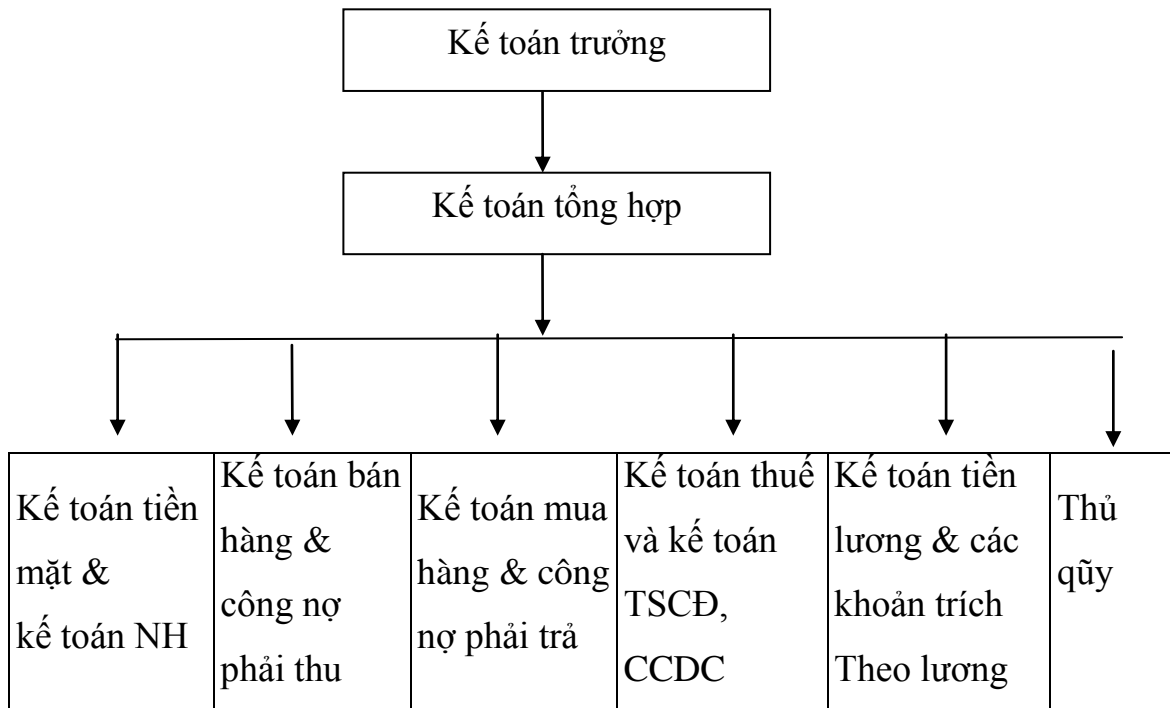 Kế toán trưởng
Kế toán tổng hợp
Kế toán tiền
mặt &
kế toán NH
Kế toán bán
hàng &
công nợ
phải thu
Kế toán mua
hàng & công
nợ phải trả
Kế toán thuế
và kế toán
TSCĐ,
CCDC
Kế toán tiền
lương & các
khoản trích
Theo lương
Thủ
qũy